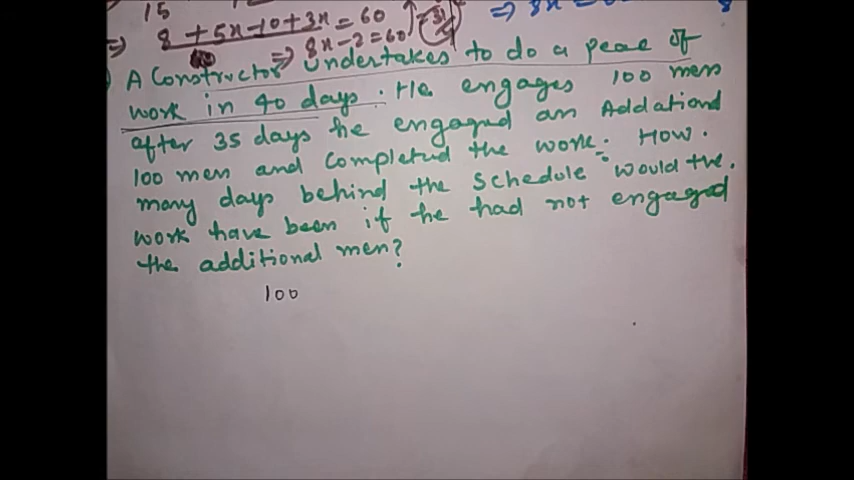 15
⇒ 8 + 5x - 10 + 3x = 60
⇒ 8x - 2 = 60
A Constructor Undertakes to do a peace of
work in 40 days. He engages 100 men
after 35 days he engaged an Addational
100 men and completed the work. How.
many days behind the schedule would the.
work have been if he had not engaged
the additional men?
100